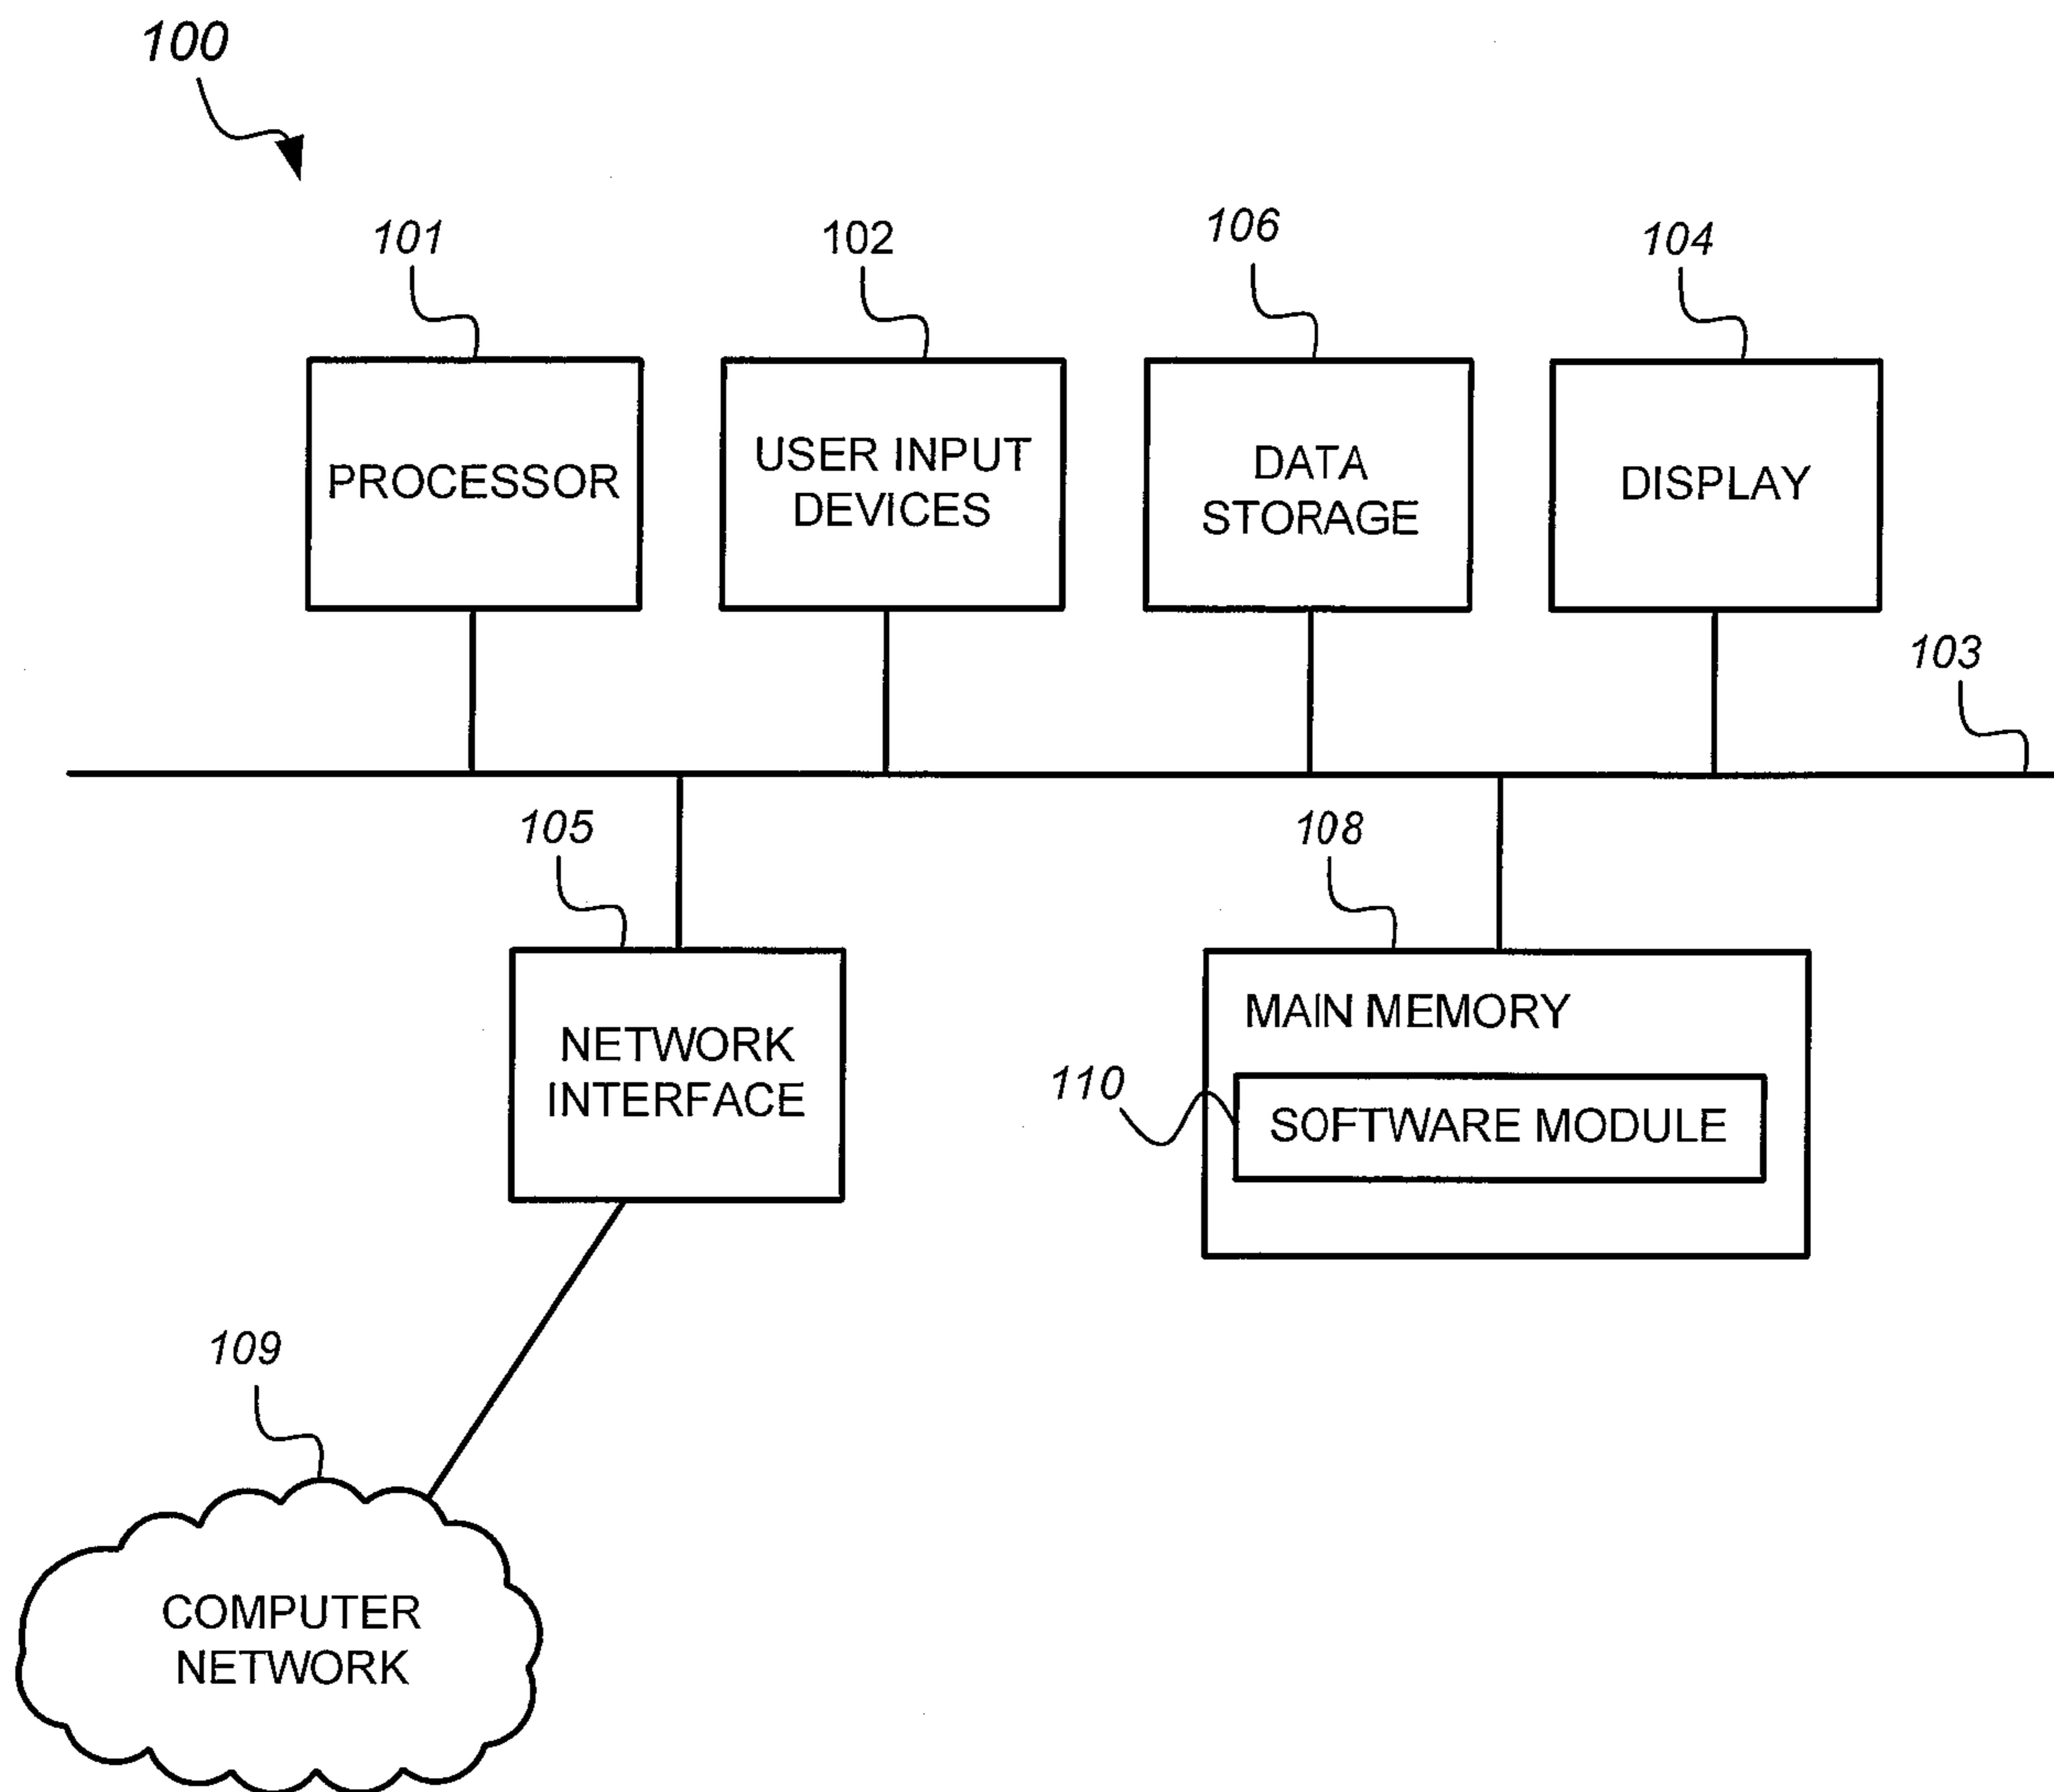 100
101
102
106
104
PROCESSOR
USER INPUT
DEVICES
DATA
STORAGE
DISPLAY
103
105
108
NETWORK
INTERFACE
MAIN MEMORY
110
SOFTWARE MODULE
109
COMPUTER
NETWORK